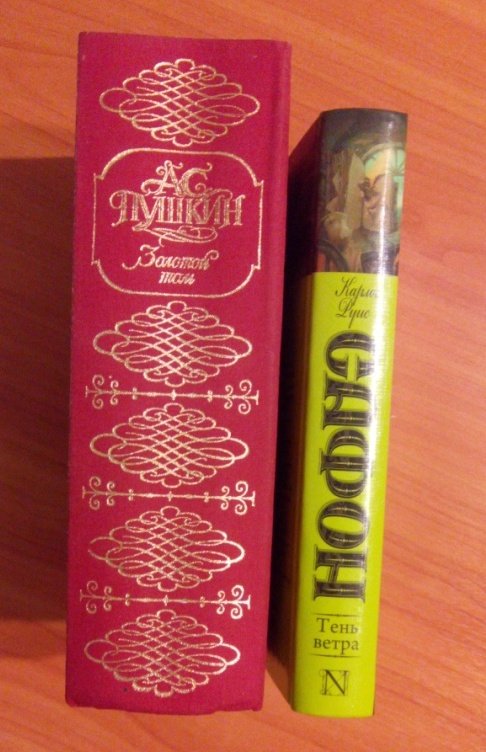 А.С.
ПУШКИН
Золотой
том
Карлос
Руис
САФОН
Тень
ветра
N